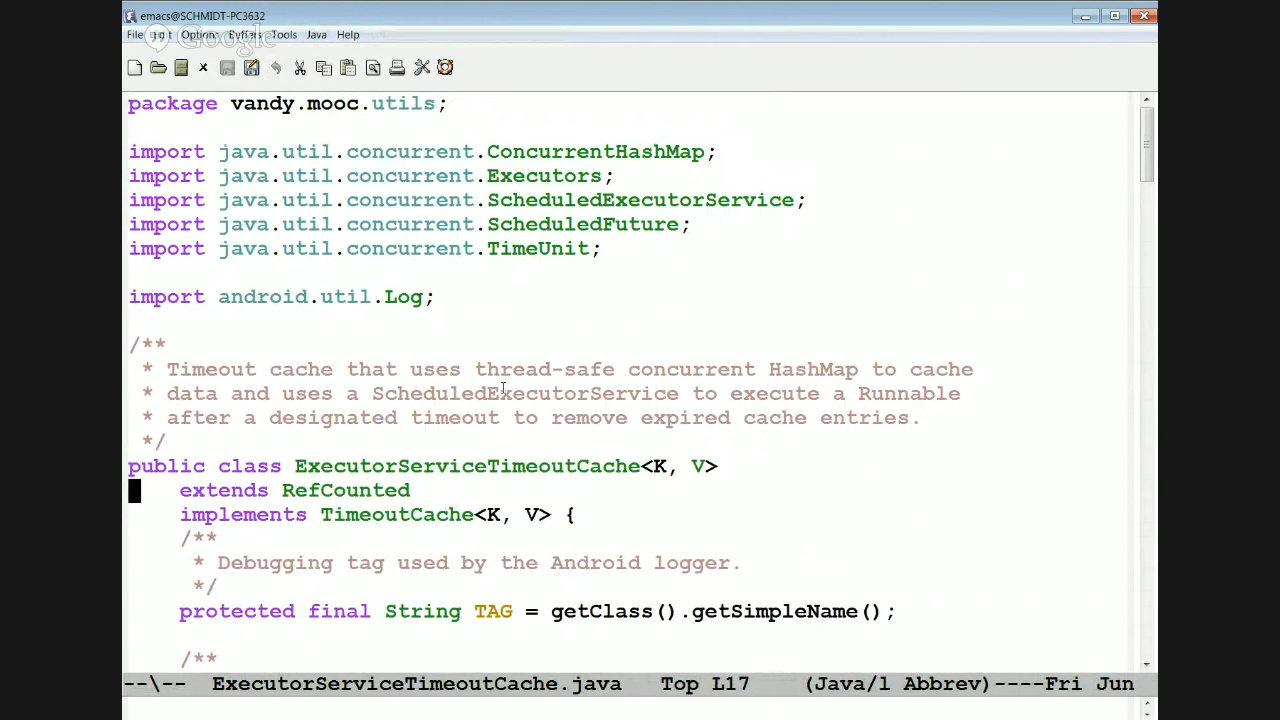 emacs@SCHMIDT-PC3632
File Edit Options Buffers Tools Java Help
Google
package vandy.mooc.utils;
import java.util.concurrent.ConcurrentHashMap;
import java.util.concurrent.Executors;
import java.util.concurrent.ScheduledExecutorService;
import java.util.concurrent.ScheduledFuture;
import java.util.concurrent.TimeUnit;
import android.util.Log;
/**
* Timeout cache that uses thread-safe concurrent HashMap to cache
* data and uses a ScheduledExecutorService to execute a Runnable
* after a designated timeout to remove expired cache entries.
*/
public class ExecutorServiceTimeoutCache<K, V>
extends RefCounted
implements TimeoutCache<K, V> {
/**
* Debugging tag used by the Android logger.
*/
protected final String TAG = getClass().getSimpleName();
/**
--\-- ExecutorServiceTimeoutCache.java Top L17 (Java/l Abbrev)----Fri Jun